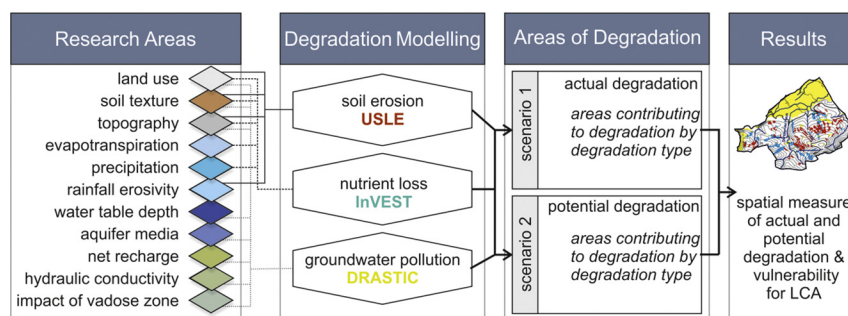 Research Areas
land use
soil texture
topography
evapotranspiration
precipitation
rainfall erosivity
water table depth
aquifer media
net recharge
hydraulic conductivity
impact of vadose zone
Degradation Modelling
soil erosion
USLE
nutrient loss
InVEST
groundwater pollution
DRASTIC
Areas of Degradation
scenario 1
actual degradation
areas contributing
to degradation by
degradation type
scenario 2
potential degradation
areas contributing
to degradation by
degradation type
Results
spatial measure
of actual and
potential
degradation &
vulnerability
for LCA